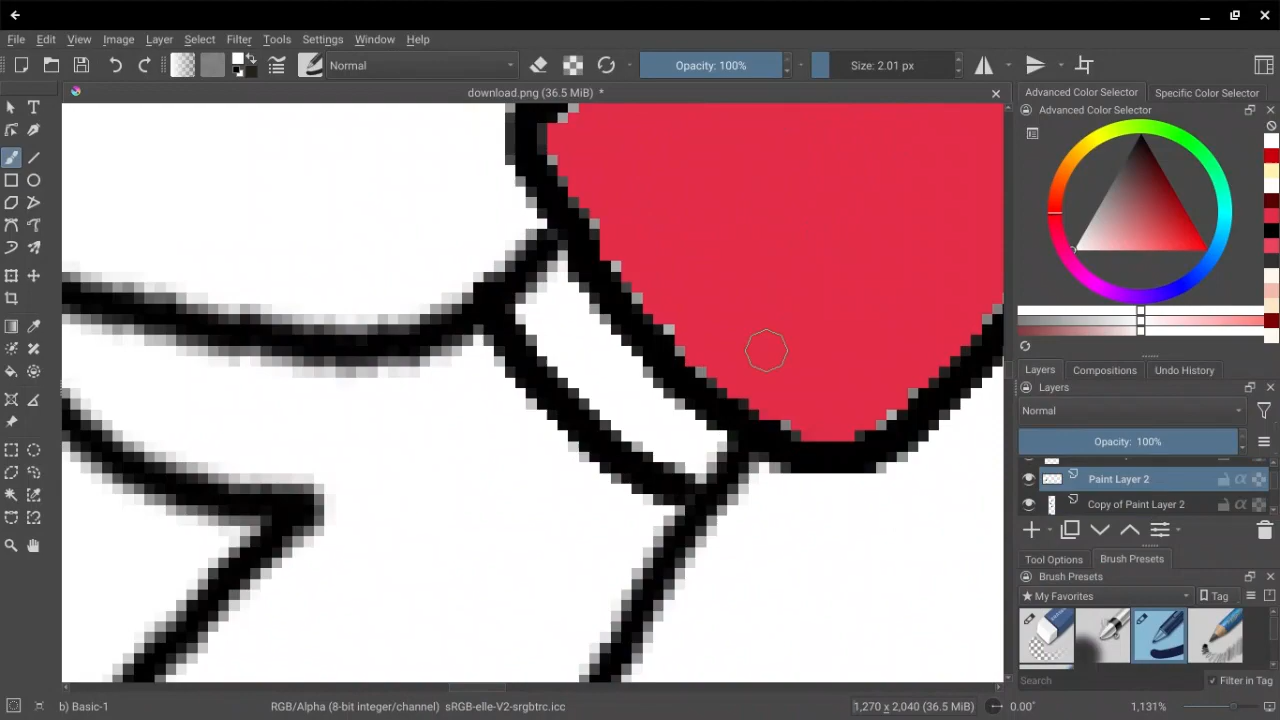 File Edit View Image Layer Select Filter Tools Settings Window Help
Normal Opacity: 100% Size: 2.01 px
download.png (36.5 MiB) *
Advanced Color Selector Specific Color Selector
Advanced Color Selector
Layers Compositions Undo History
Layers
Normal
Opacity: 100%
Paint Layer 2
Copy of Paint Layer 2
Tool Options Brush Presets
Brush Presets
My Favorites Tag
Search Filter in Tag
b) Basic-1 RGB/Alpha (8-bit integer/channel) sRGB-elle-V2-srgbtrc.icc 1,270 x 2,040 (36.5 MiB) 0.00° 1,131%